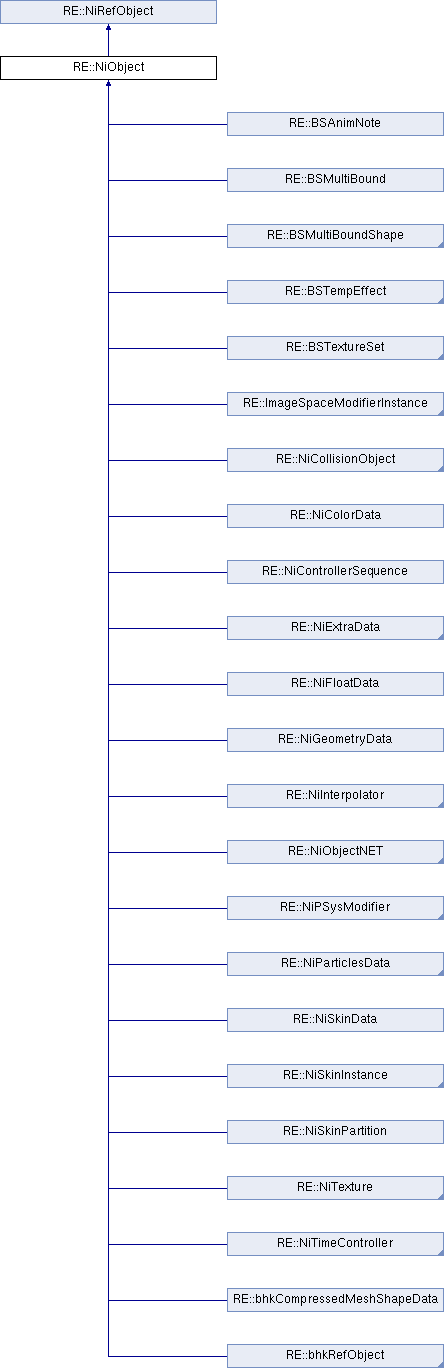 RE::NiRefObject
RE::NiObject
RE::BSAnimNote
RE::BSMultiBound
RE::BSMultiBoundShape
RE::BSTempEffect
RE::BSTextureSet
RE::ImageSpaceModifierInstance
RE::NiCollisionObject
RE::NiColorData
RE::NiControllerSequence
RE::NiExtraData
RE::NiFloatData
RE::NiGeometryData
RE::NiInterpolator
RE::NiObjectNET
RE::NiPSysModifier
RE::NiParticlesData
RE::NiSkinData
RE::NiSkinInstance
RE::NiSkinPartition
RE::NiTexture
RE::NiTimeController
RE::bhkCompressedMeshShapeData
RE::bhkRefObject